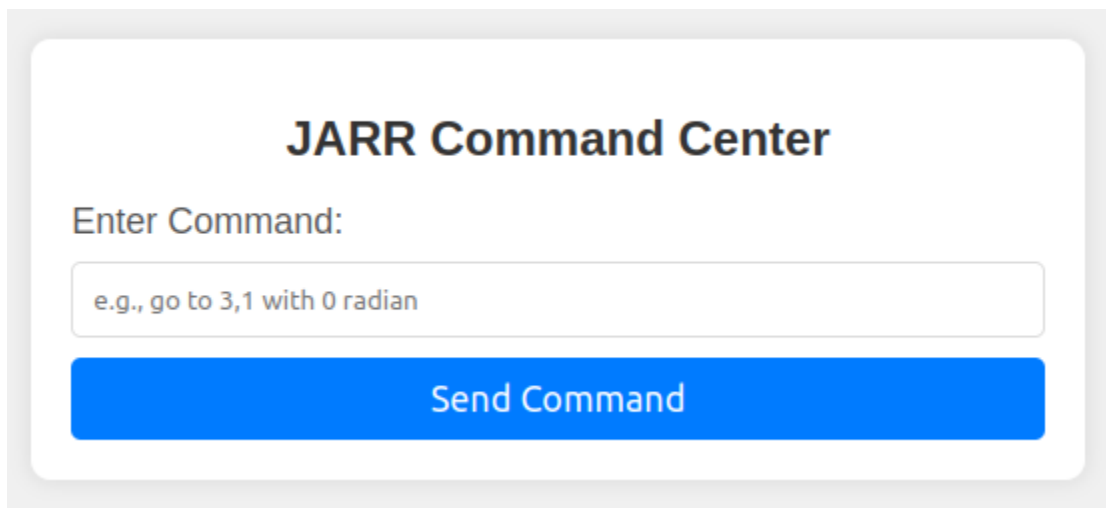 JARR Command Center
Enter Command:
e.g., go to 3,1 with 0 radian
Send Command